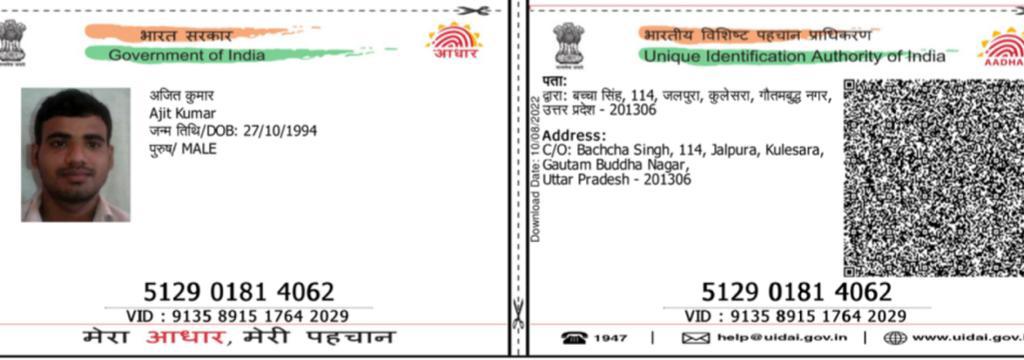 भारत सरकार
Government of India
आधार
अजित कुमार
Ajit Kumar
जन्म तिथि/DOB: 27/10/1994
पुरुष/ MALE
5129 0181 4062
VID : 9135 8915 1764 2029
मेरा आधार, मेरी पहचान
भारतीय विशिष्ट पहचान प्राधिकरण
Unique Identification Authority of India
AADHA
Download Date: 10/08/2022
पता:
द्वारा: बच्चा सिंह, 114, जलपुरा, कुलेसरा, गौतमबुद्ध नगर,
उत्तर प्रदेश - 201306
Address:
C/O: Bachcha Singh, 114, Jalpura, Kulesara,
Gautam Buddha Nagar,
Uttar Pradesh - 201306
5129 0181 4062
VID : 9135 8915 1764 2029
1947 | help@uidai.gov.in | www.uidai.gov.